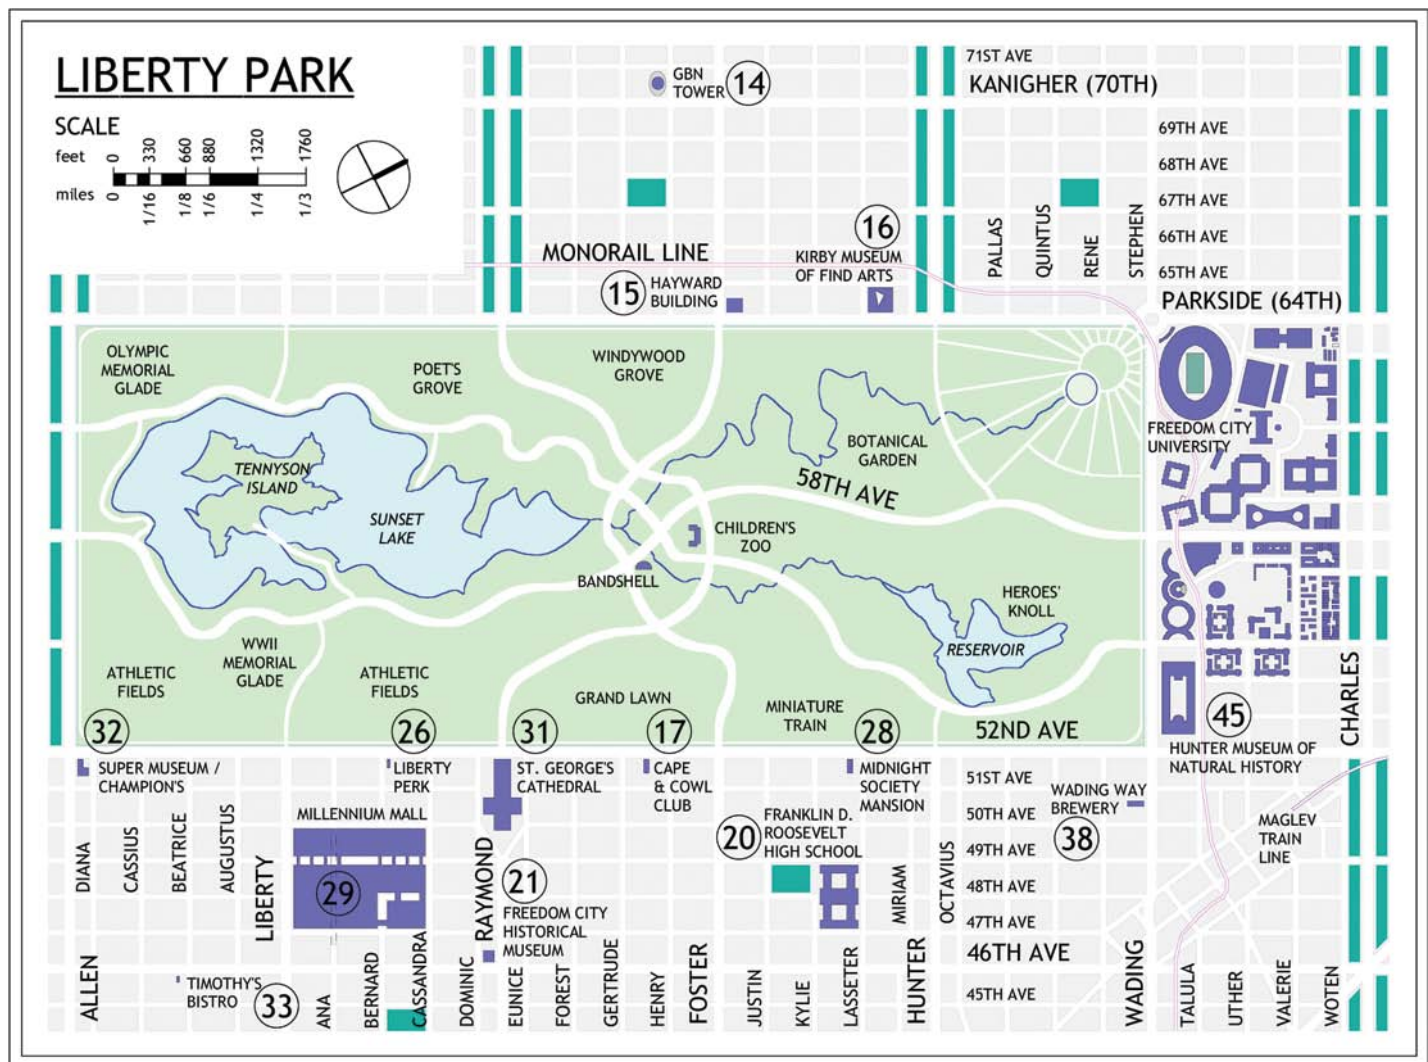 LIBERTY PARK
SCALE
feet 0 330 660 880 1320 1760
miles 0 1/16 1/8 1/6 1/4 1/3
GBN
TOWER
14
71ST AVE
KANIGHER (70TH)
69TH AVE
68TH AVE
67TH AVE
66TH AVE
65TH AVE
PARKSIDE (64TH)
PALLAS
QUINTUS
RENE
STEPHEN
MONORAIL LINE
16
KIRBY MUSEUM
OF FIND ARTS
15
HAYWARD
BUILDING
OLYMPIC
MEMORIAL
GLADE
POET'S
GROVE
WINDYWOOD
GROVE
TENNYSON
ISLAND
SUNSET
LAKE
BOTANICAL
GARDEN
58TH AVE
FREEDOM CITY
UNIVERSITY
CHILDREN'S
ZOO
BANDSHELL
HEROES'
KNOLL
RESERVOIR
WWII
MEMORIAL
GLADE
ATHLETIC
FIELDS
ATHLETIC
FIELDS
GRAND LAWN
MINIATURE
TRAIN
52ND AVE
CHARLES
32
SUPER MUSEUM /
CHAMPION'S
26
LIBERTY
PERK
31
ST. GEORGE'S
CATHEDRAL
17
CAPE
& COWL
CLUB
28
MIDNIGHT
SOCIETY
MANSION
45
HUNTER MUSEUM OF
NATURAL HISTORY
51ST AVE
50TH AVE
49TH AVE
48TH AVE
47TH AVE
46TH AVE
45TH AVE
WADING WAY
BREWERY
38
MAGLEV
TRAIN
LINE
MILLENNIUM MALL
29
20
FRANKLIN D.
ROOSEVELT
HIGH SCHOOL
21
FREEDOM CITY
HISTORICAL
MUSEUM
TIMOTHY'S
BISTRO
33
ALLEN
DIANA
CASSIUS
BEATRICE
AUGUSTUS
LIBERTY
ANA
BERNARD
CASSANDRA
DOMINIC
RAYMOND
EUNICE
FOREST
GERTRUDE
HENRY
FOSTER
JUSTIN
KYLIE
LASSETER
MIRIAM
HUNTER
OCTAVIUS
WADING
TALULA
UTHER
VALERIE
WOTEN